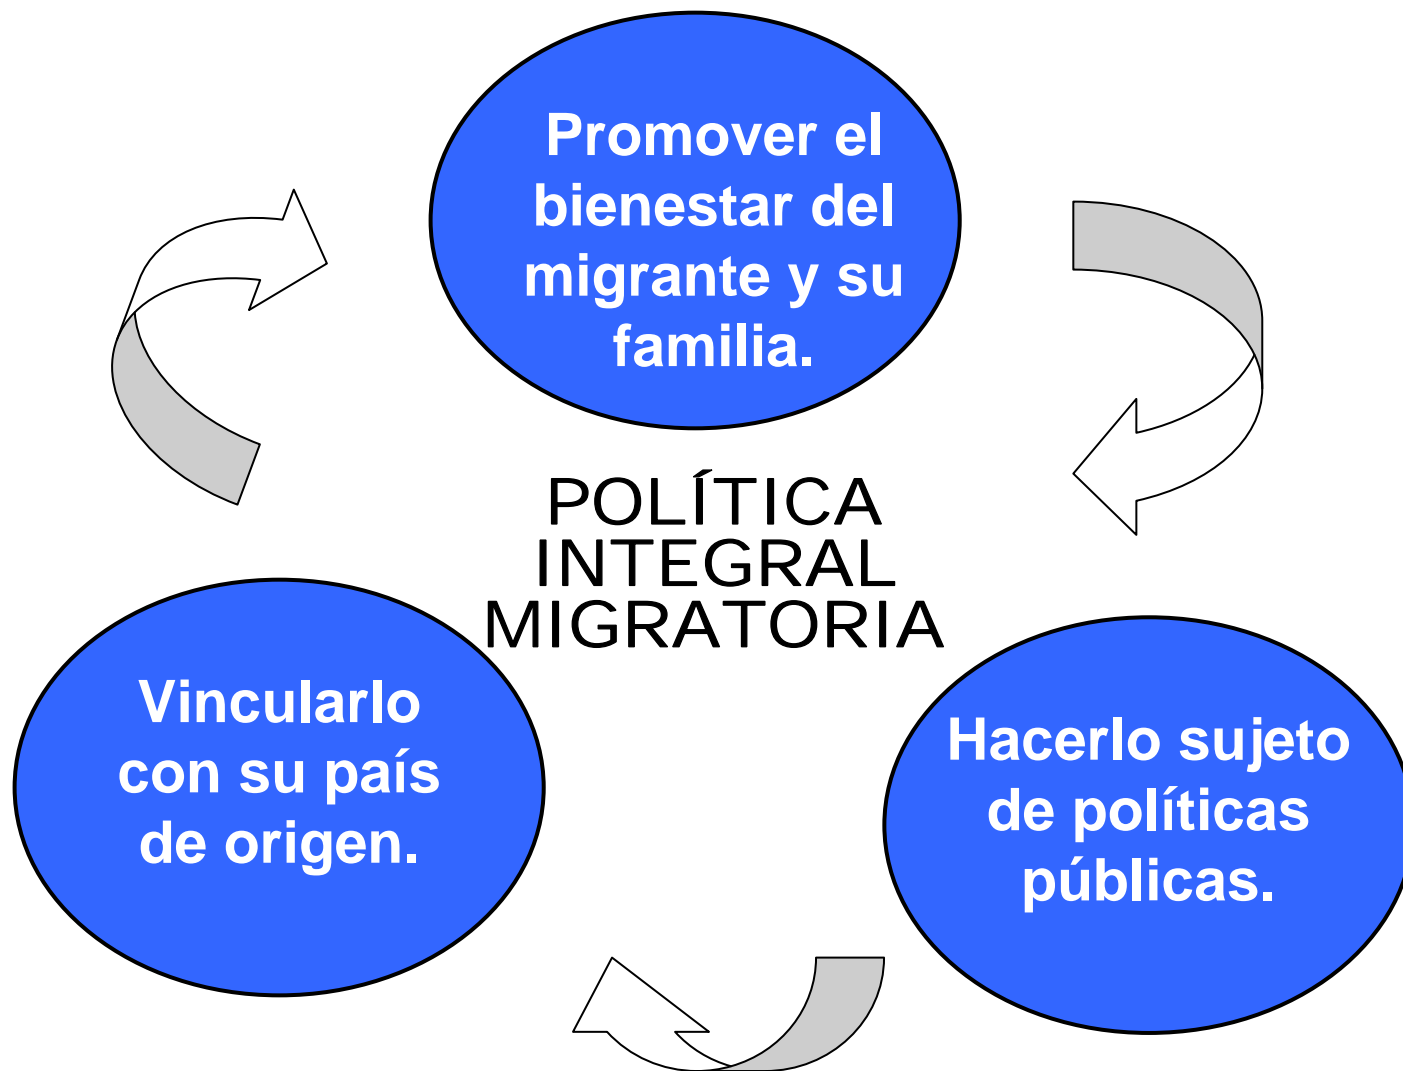 Promover el
bienestar del
migrante y su
familia.
POLÍTICA
INTEGRAL
MIGRATORIA
Vincularlo
con su país
de origen.
Hacerlo sujeto
de políticas
públicas.